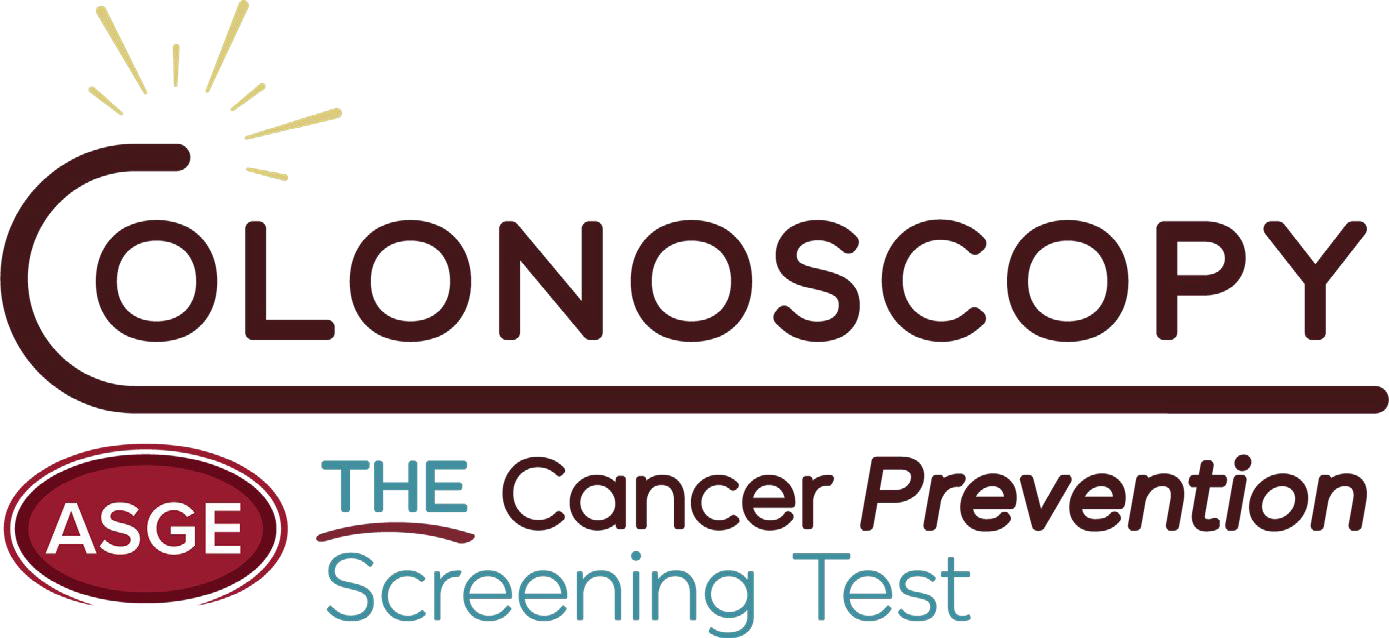 COLONOSCOPY
ASGE
THE Cancer Prevention
Screening Test